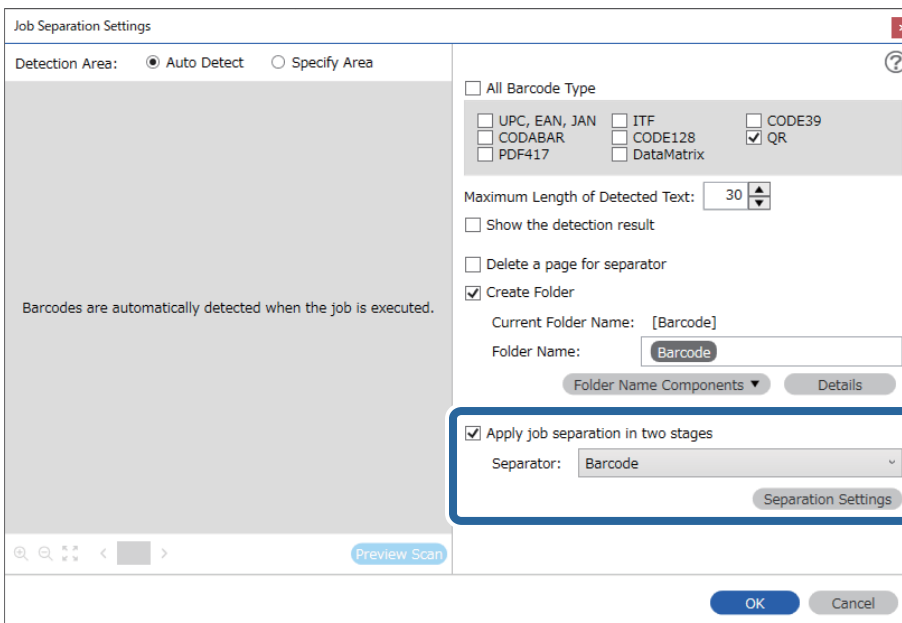 Job Separation Settings
Detection Area: Auto Detect Specify Area
All Barcode Type
UPC, EAN, JAN ITF CODE39
CODABAR CODE128 QR
PDF417 DataMatrix
Maximum Length of Detected Text: 30
Show the detection result
Delete a page for separator
Create Folder
Barcodes are automatically detected when the job is executed.
Current Folder Name: [Barcode]
Folder Name: Barcode
Folder Name Components ▼ Details
Apply job separation in two stages
Separator: Barcode
Separation Settings
Preview Scan
OK Cancel